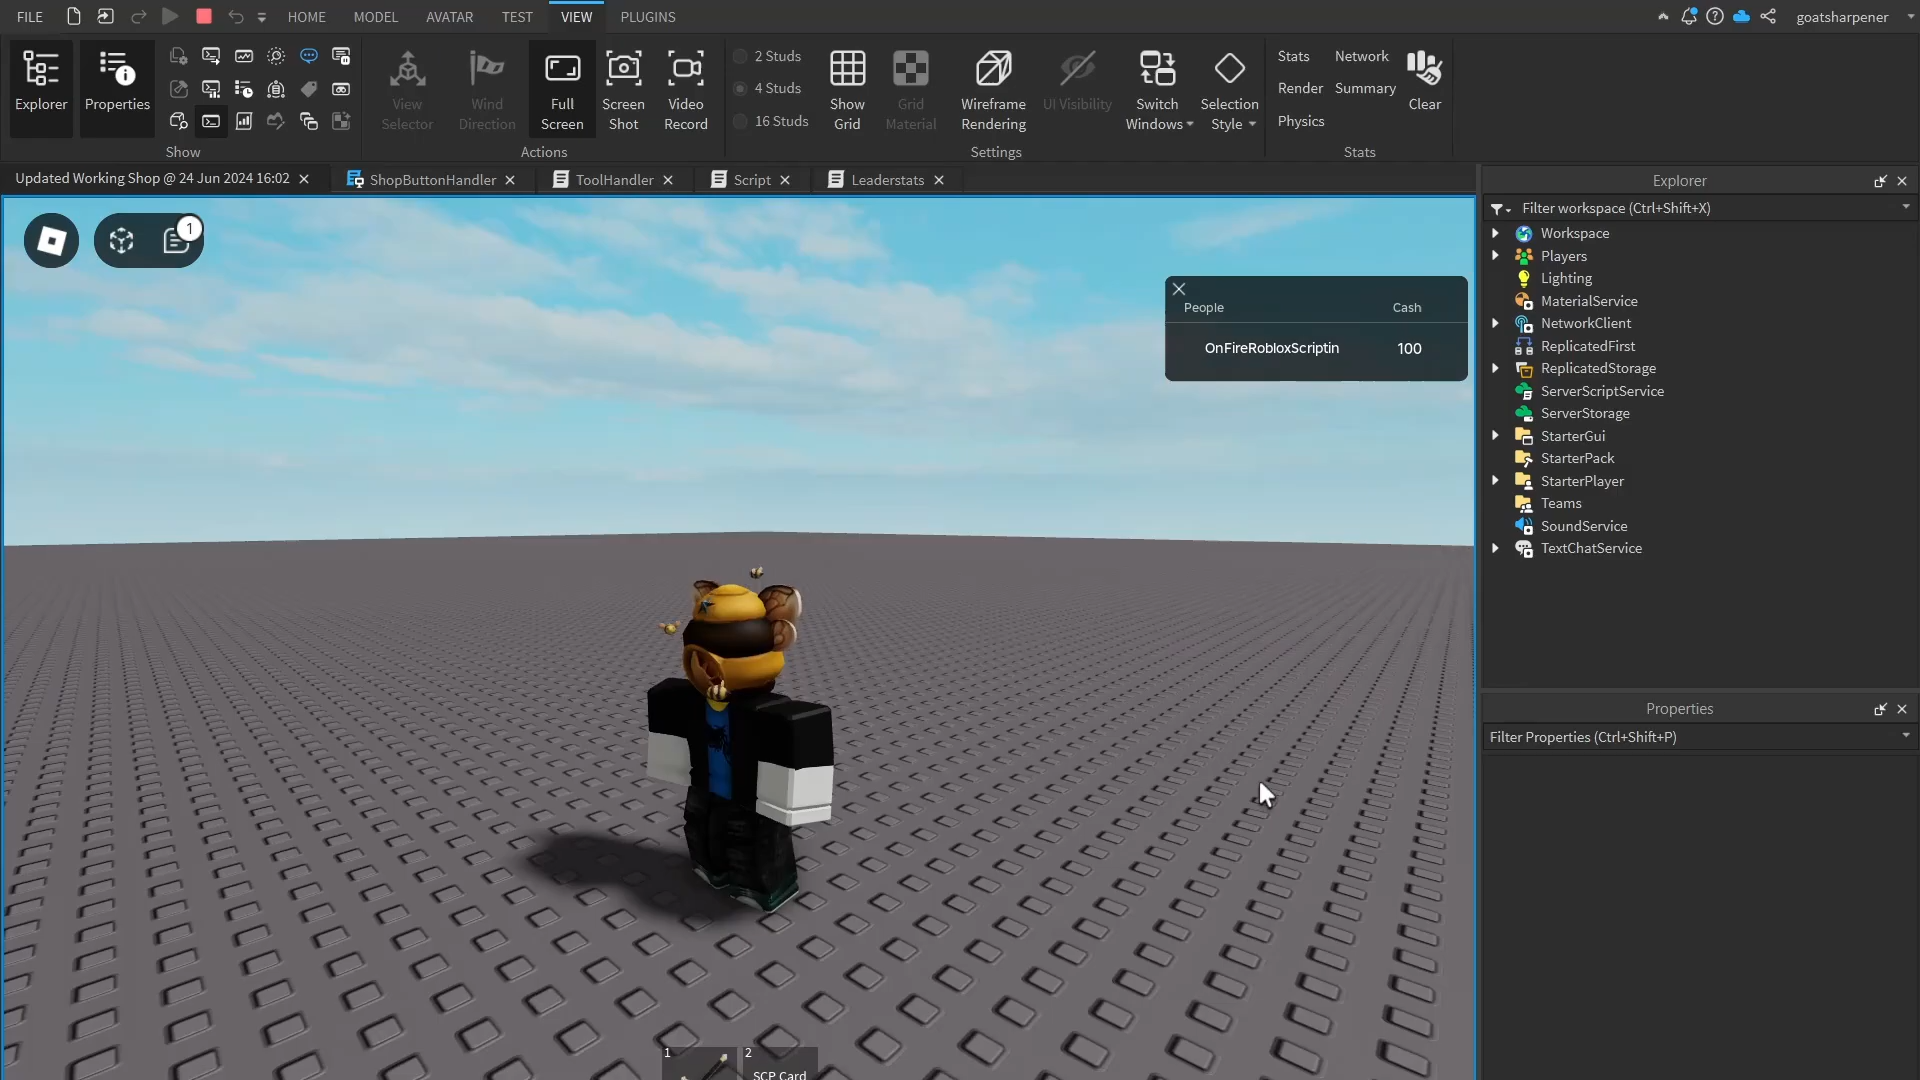 FILE HOME MODEL AVATAR TEST VIEW PLUGINS goatsharpener
Explorer
Properties
Show
View Selector
Wind Direction
Full Screen
Screen Shot
Video Record
Actions
2 Studs
4 Studs
16 Studs
Show Grid
Grid Material
Wireframe Rendering
UI Visibility
Switch Windows
Selection Style
Settings
Stats Network
Render Summary
Physics
Clear
Stats
Updated Working Shop @ 24 Jun 2024 16:02
ShopButtonHandler
ToolHandler
Script
Leaderstats
1
People Cash
OnFireRobloxScriptin 100
1
2
SCP Card
Explorer
Filter workspace (Ctrl+Shift+X)
Workspace
Players
Lighting
MaterialService
NetworkClient
ReplicatedFirst
ReplicatedStorage
ServerScriptService
ServerStorage
StarterGui
StarterPack
StarterPlayer
Teams
SoundService
TextChatService
Properties
Filter Properties (Ctrl+Shift+P)